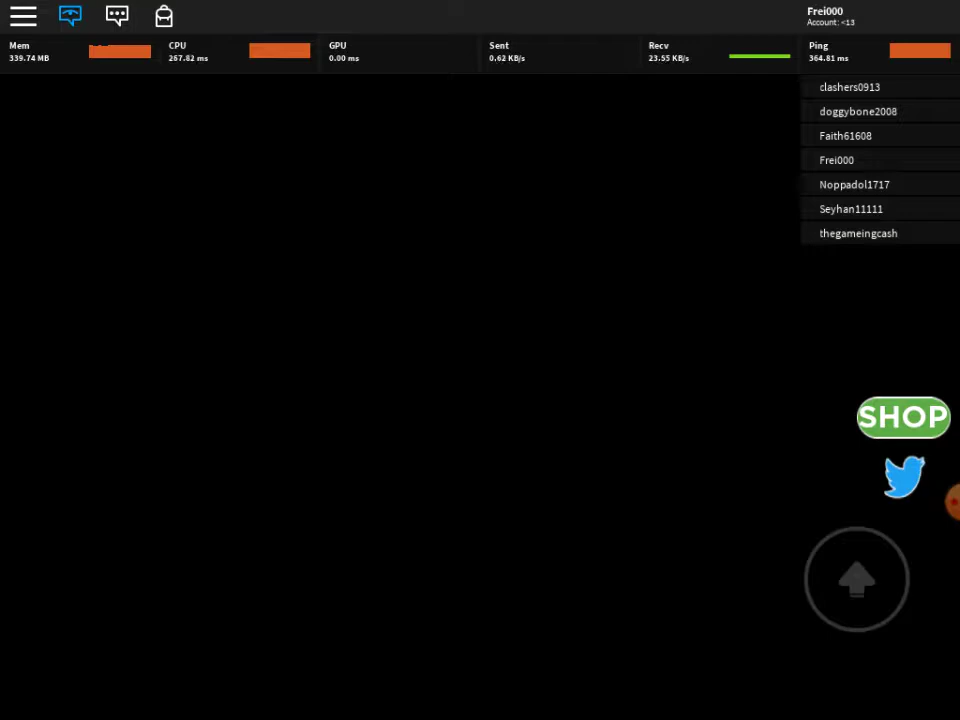 Frei000
Account: <13
Mem
339.74 MB
CPU
267.82 ms
GPU
0.00 ms
Sent
0.62 KB/s
Recv
23.55 KB/s
Ping
364.81 ms
clashers0913
doggybone2008
Faith61608
Frei000
Noppadol1717
Seyhan11111
thegameingcash
SHOP